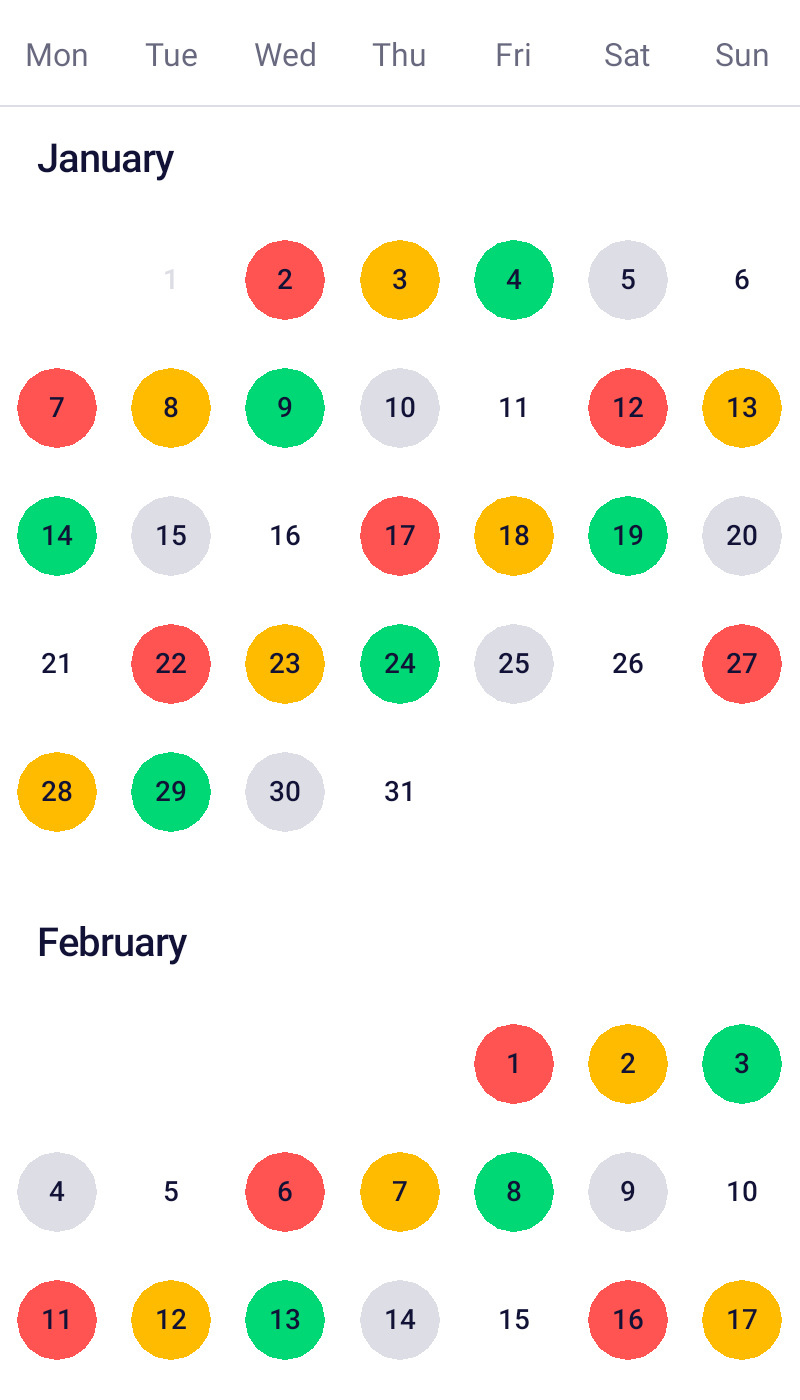 Mon Tue Wed Thu Fri Sat Sun
January
1 2 3 4 5 6
7 8 9 10 11 12 13
14 15 16 17 18 19 20
21 22 23 24 25 26 27
28 29 30 31
February
1 2 3
4 5 6 7 8 9 10
11 12 13 14 15 16 17